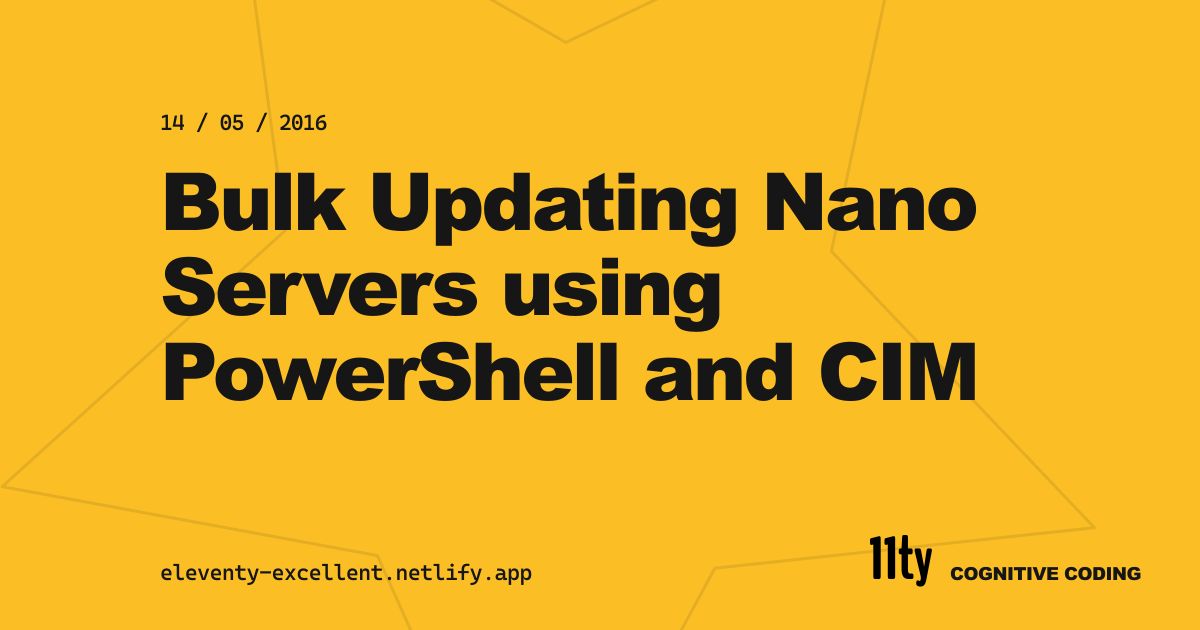 14 / 05 / 2016
Bulk Updating Nano
Servers using
PowerShell and CIM
eleventy-excellent.netlify.app
11ty COGNITIVE CODING